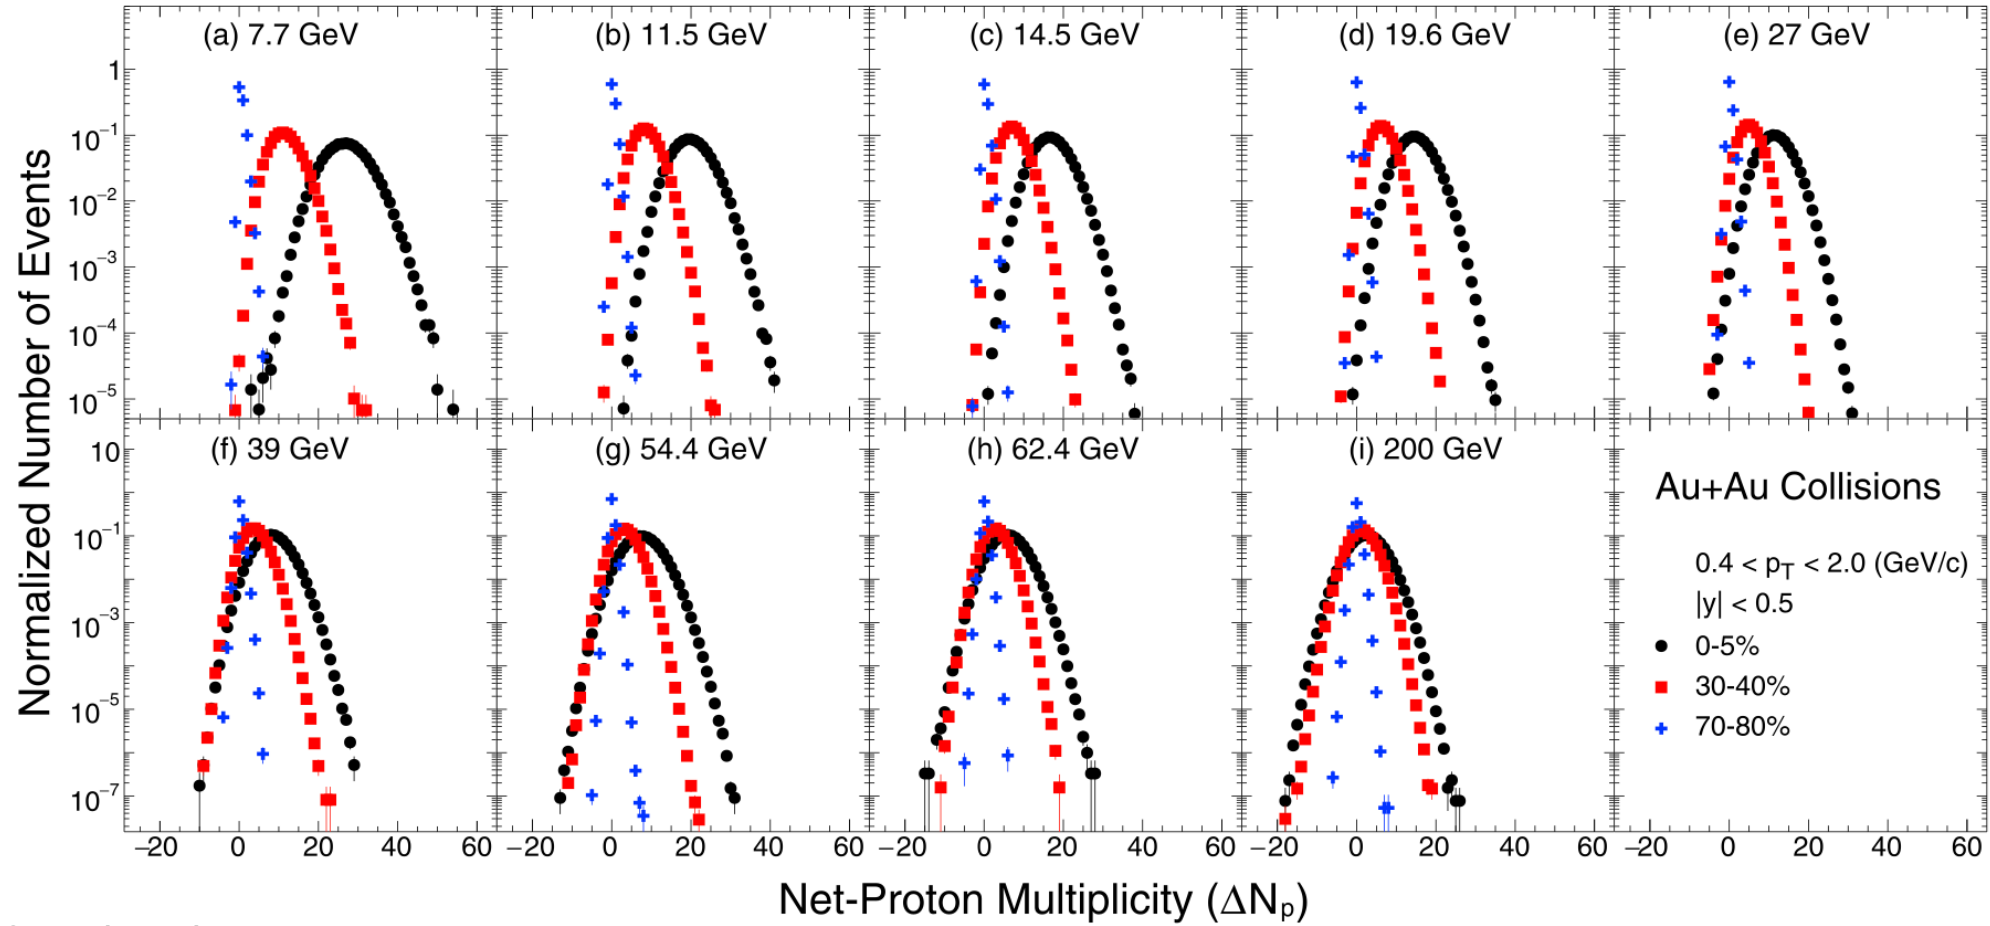 (a) 7.7 GeV
(b) 11.5 GeV
(c) 14.5 GeV
(d) 19.6 GeV
(e) 27 GeV
1
10⁻¹
10⁻²
10⁻³
10⁻⁴
10⁻⁵
(f) 39 GeV
(g) 54.4 GeV
(h) 62.4 GeV
(i) 200 GeV
10
10⁻¹
10⁻³
10⁻⁵
10⁻⁷
Au+Au Collisions
0.4 < pT < 2.0 (GeV/c)
|y| < 0.5
0-5%
30-40%
70-80%
−20 0 20 40 60
−20 0 20 40 60
−20 0 20 40 60
−20 0 20 40 60
−20 0 20 40 60
Net-Proton Multiplicity (ΔNp)
Normalized Number of Events